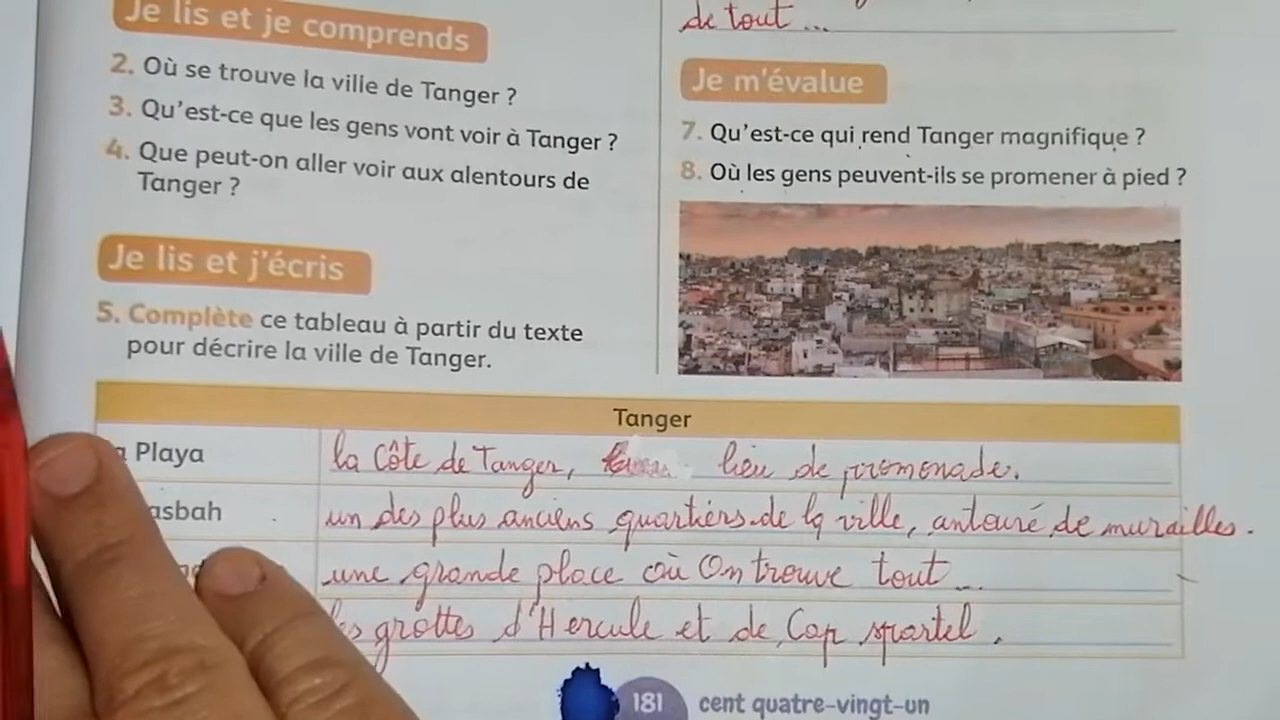 Je lis et je comprends
2. Où se trouve la ville de Tanger ?
3. Qu'est-ce que les gens vont voir à Tanger ?
4. Que peut-on aller voir aux alentours de
Tanger ?
Je lis et j'écris
5. Complète ce tableau à partir du texte
pour décrire la ville de Tanger.
de tout ...
Je m'évalue
7. Qu'est-ce qui rend Tanger magnifique ?
8. Où les gens peuvent-ils se promener à pied ?
Tanger
Playa
la Côte de Tanger, lieu de promenade.
asbah
un des plus anciens quartiers de la ville, antouré de murailles.
une grande place où On trouve tout ...
les grottes d'Hercule et de Cap spartel.
181 cent quatre-vingt-un